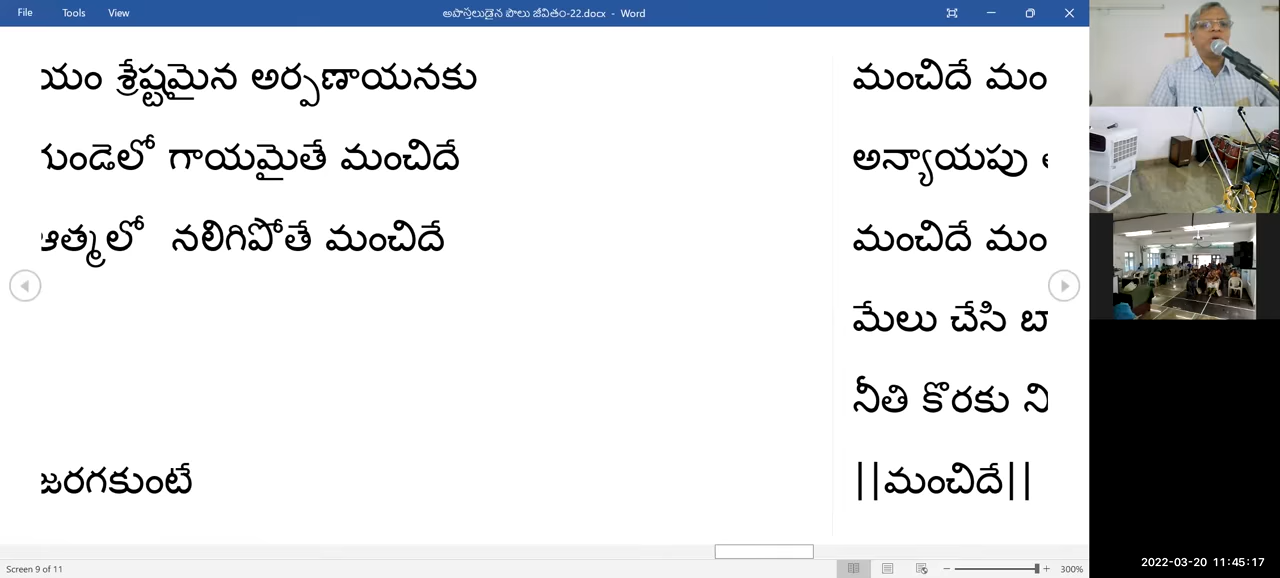 File Tools View
అపొస్తలుడైన పౌలు జీవితం-22.docx - Word
యం శ్రేష్టమైన అర్పణాయనకు
గుండెలో గాయమైతే మంచిదే
ఆత్మలో నలిగిపోతే మంచిదే
జరగకుంటే
మంచిదే మం
అన్యాయపు
మంచిదే మం
మేలు చేసి బా
నీతి కొరకు ని
||మంచిదే||
Screen 9 of 11
300%
2022-03-20 11:45:17